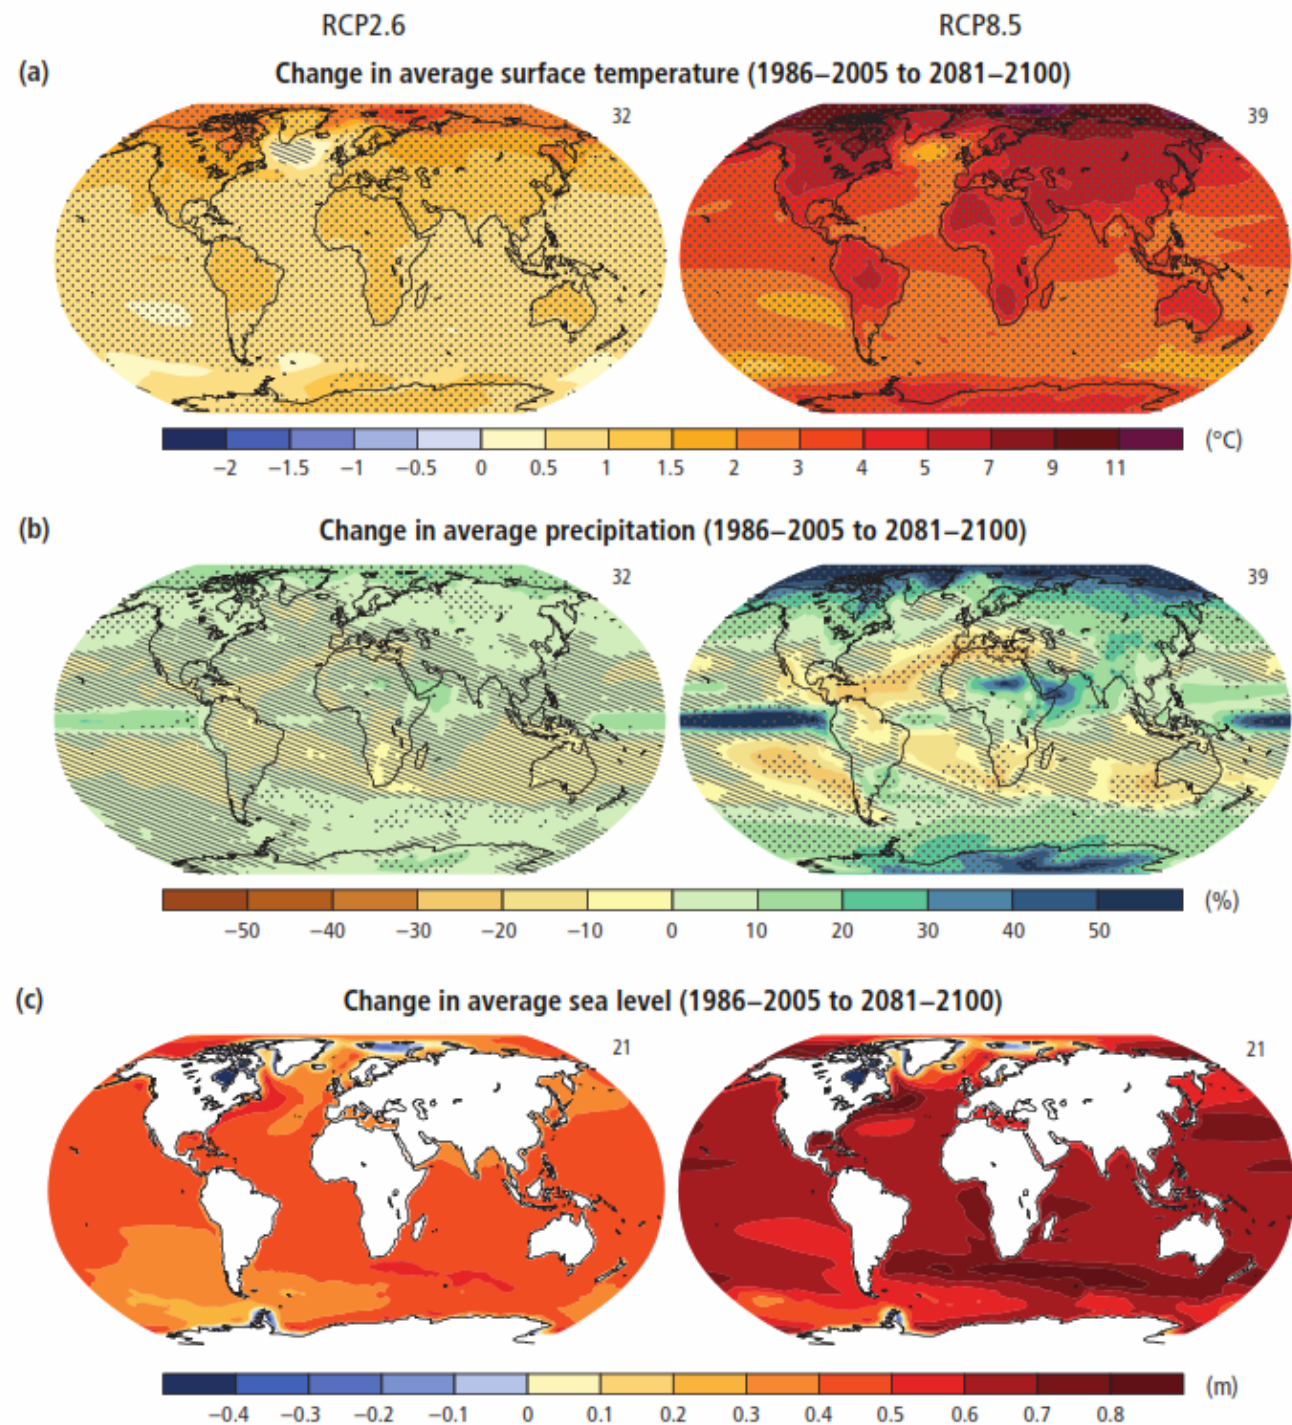 RCP2.6 RCP8.5
(a) Change in average surface temperature (1986–2005 to 2081–2100)
32 39
−2 −1.5 −1 −0.5 0 0.5 1 1.5 2 3 4 5 7 9 11 (°C)
(b) Change in average precipitation (1986–2005 to 2081–2100)
32 39
−50 −40 −30 −20 −10 0 10 20 30 40 50 (%)
(c) Change in average sea level (1986–2005 to 2081–2100)
21 21
−0.4 −0.3 −0.2 −0.1 0 0.1 0.2 0.3 0.4 0.5 0.6 0.7 0.8 (m)